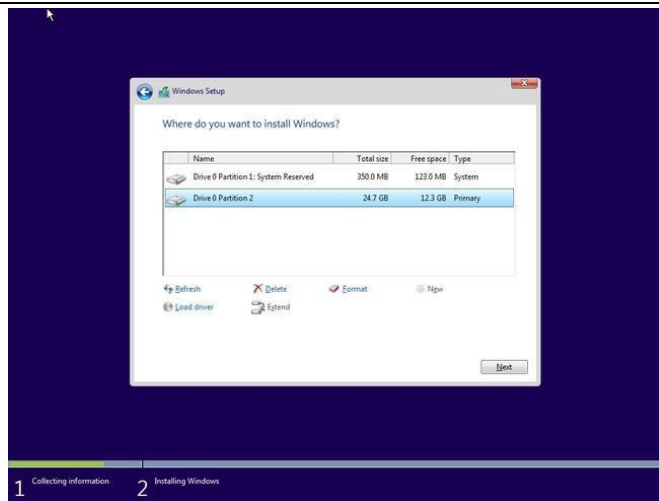 Windows Setup
Where do you want to install Windows?
Name Total size Free space Type
Drive 0 Partition 1: System Reserved 350.0 MB 123.0 MB System
Drive 0 Partition 2 24.7 GB 12.3 GB Primary
Refresh Delete Format New
Load driver Extend
Next
1 Collecting information 2 Installing Windows